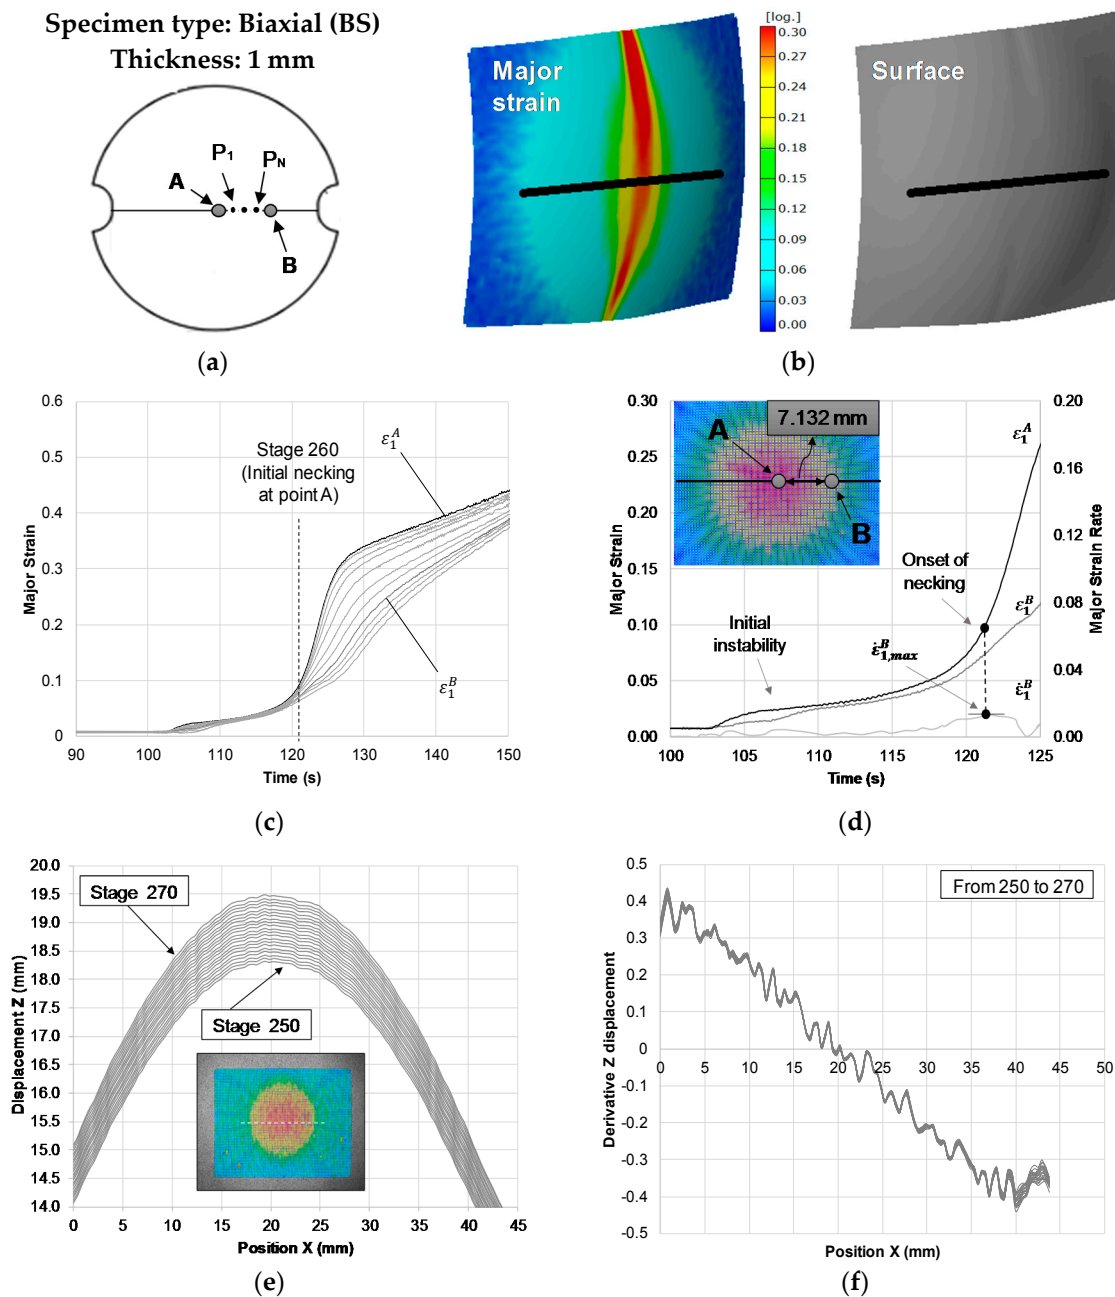 Specimen type: Biaxial (BS)
Thickness: 1 mm
P1
PN
A
B
(a)
Major
strain
[log.]
0.30
0.27
0.24
0.21
0.18
0.15
0.12
0.09
0.06
0.03
0.00
Surface
(b)
0.6
0.5
0.4
0.3
0.2
0.1
0
Major Strain
Stage 260
(Initial necking
at point A)
ε₁ᴬ
ε₁ᴮ
90 100 110 120 130 140 150
Time (s)
(c)
0.30
0.25
0.20
0.15
0.10
0.05
0.00
Major Strain
7.132 mm
A
B
Initial
instability
Onset of
necking
ε₁ᴬ
ε₁ᴮ
ε̇ᴮ₁,max
ε̇₁ᴮ
0.20
0.16
0.12
0.08
0.04
0.00
Major Strain Rate
100 105 110 115 120 125
Time (s)
(d)
20.0
19.5
19.0
18.5
18.0
17.5
17.0
16.5
16.0
15.5
15.0
14.5
14.0
Displacement Z (mm)
Stage 270
Stage 250
0 5 10 15 20 25 30 35 40 45
Position X (mm)
(e)
0.5
0.4
0.3
0.2
0.1
0
-0.1
-0.2
-0.3
-0.4
-0.5
Derivative Z displacement
From 250 to 270
0 5 10 15 20 25 30 35 40 45 50
Position X (mm)
(f)